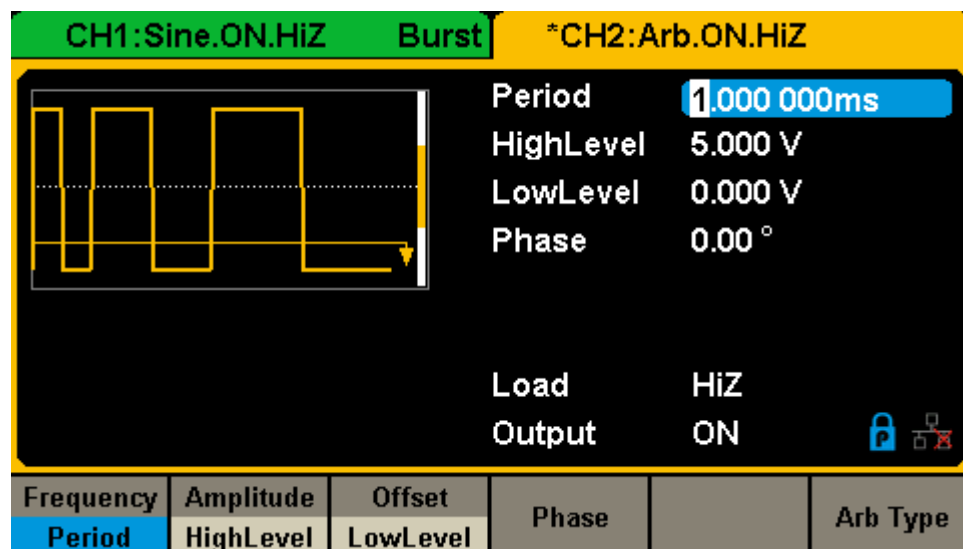 CH1:Sine.ON.HiZ Burst *CH2:Arb.ON.HiZ
Period 1.000 000ms
HighLevel 5.000 V
LowLevel 0.000 V
Phase 0.00 °
Load HiZ
Output ON
P
Frequency Amplitude Offset Phase Arb Type
Period HighLevel LowLevel